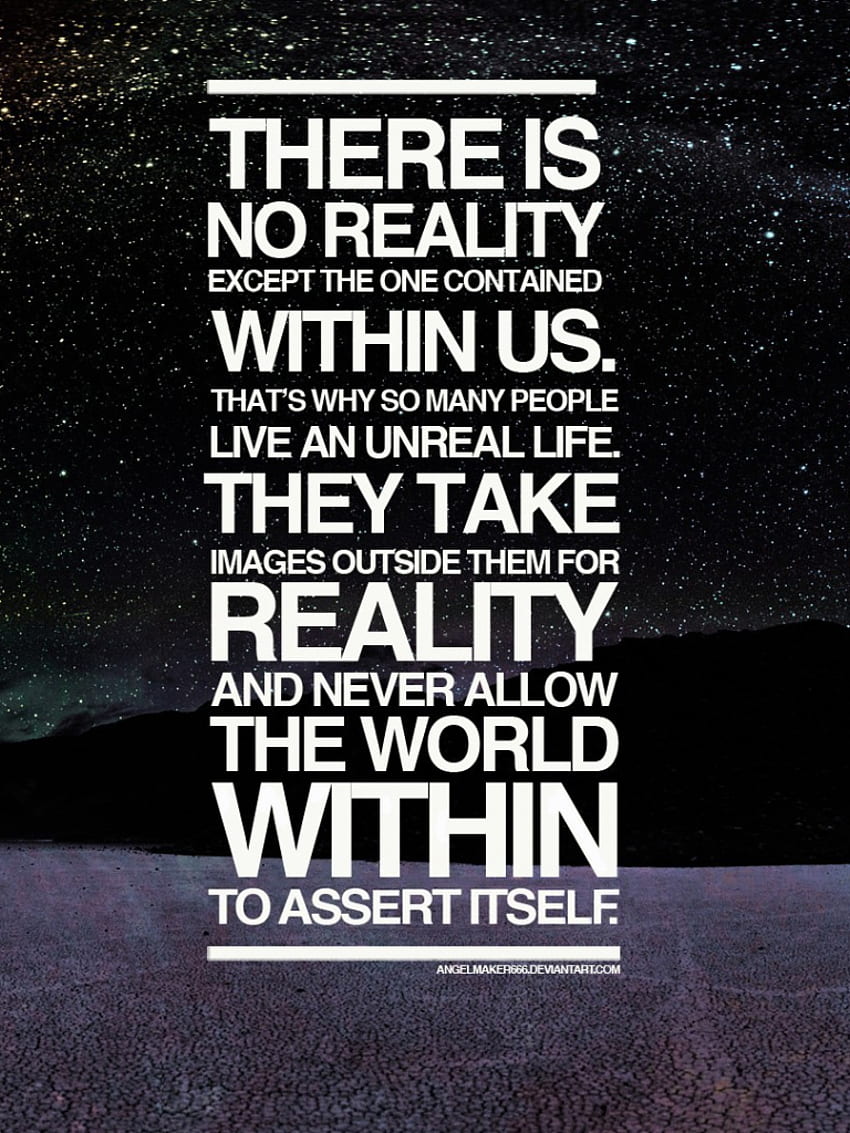 THERE IS
NO REALITY
EXCEPT THE ONE CONTAINED
WITHIN US.
THAT'S WHY SO MANY PEOPLE
LIVE AN UNREAL LIFE.
THEY TAKE
IMAGES OUTSIDE THEM FOR
REALITY
AND NEVER ALLOW
THE WORLD
WITHIN
TO ASSERT ITSELF.
ANGELMAKER666.DEVIANTART.COM